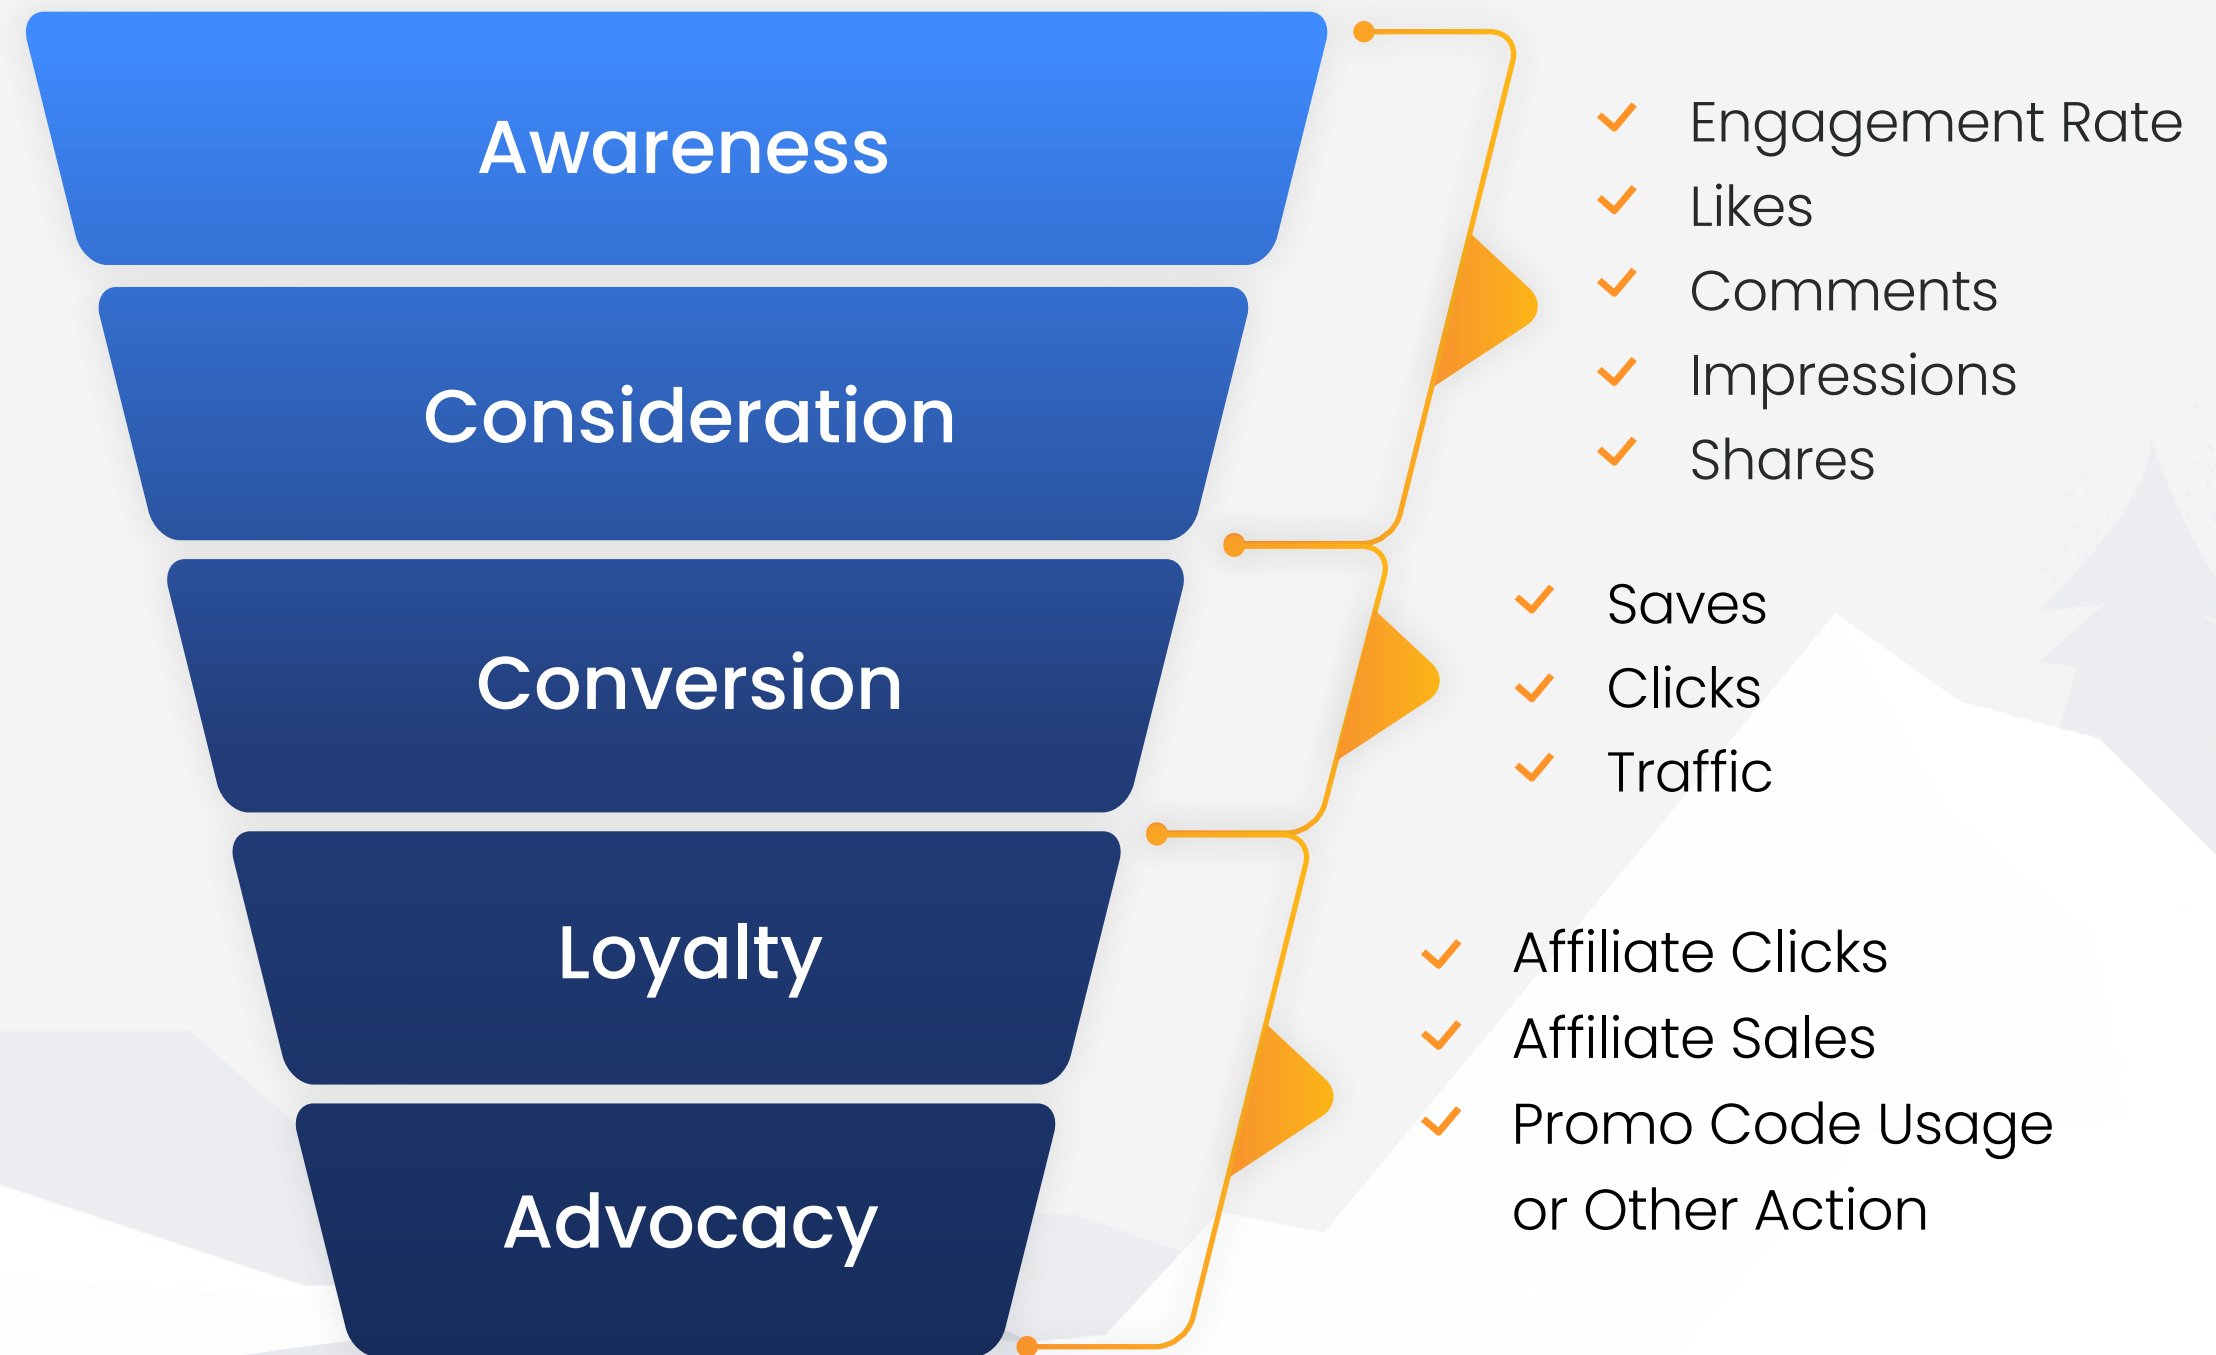 Awareness
Consideration
Conversion
Loyalty
Advocacy
Engagement Rate
Likes
Comments
Impressions
Shares
Saves
Clicks
Traffic
Affiliate Clicks
Affiliate Sales
Promo Code Usage
or Other Action